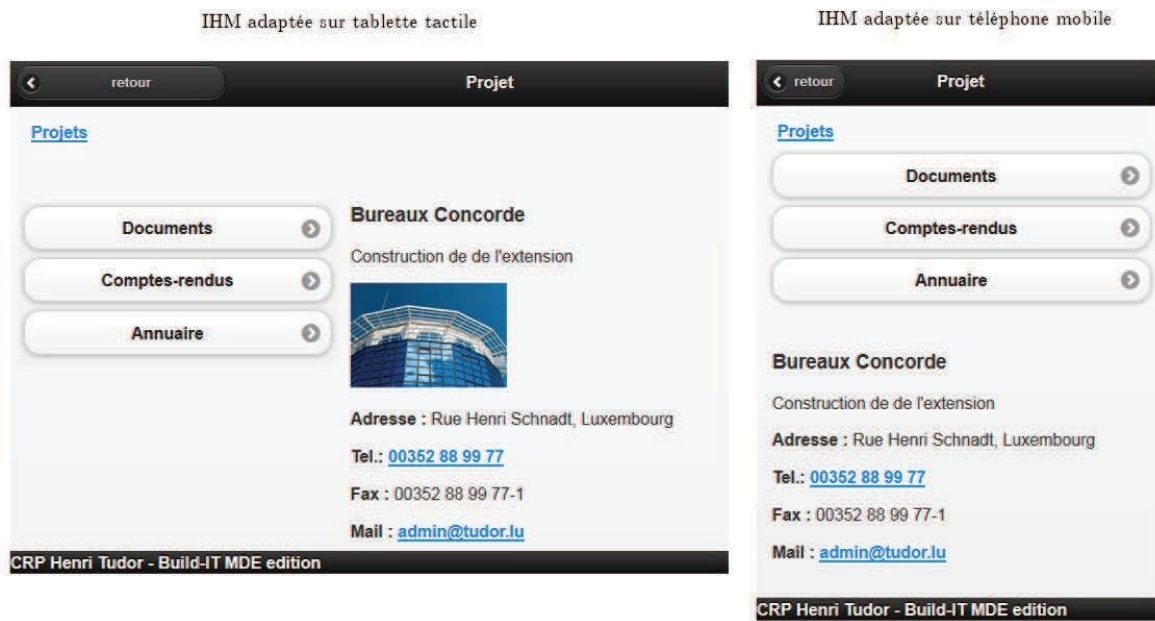 IHM adaptée sur tablette tactile
retour
Projet
Projets
Documents
Comptes-rendus
Annuaire
Bureaux Concorde
Construction de de l'extension
Adresse : Rue Henri Schnadt, Luxembourg
Tel.: 00352 88 99 77
Fax : 00352 88 99 77-1
Mail : admin@tudor.lu
CRP Henri Tudor - Build-IT MDE edition
IHM adaptée sur téléphone mobile
retour
Projet
Projets
Documents
Comptes-rendus
Annuaire
Bureaux Concorde
Construction de de l'extension
Adresse : Rue Henri Schnadt, Luxembourg
Tel.: 00352 88 99 77
Fax : 00352 88 99 77-1
Mail : admin@tudor.lu
CRP Henri Tudor - Build-IT MDE edition